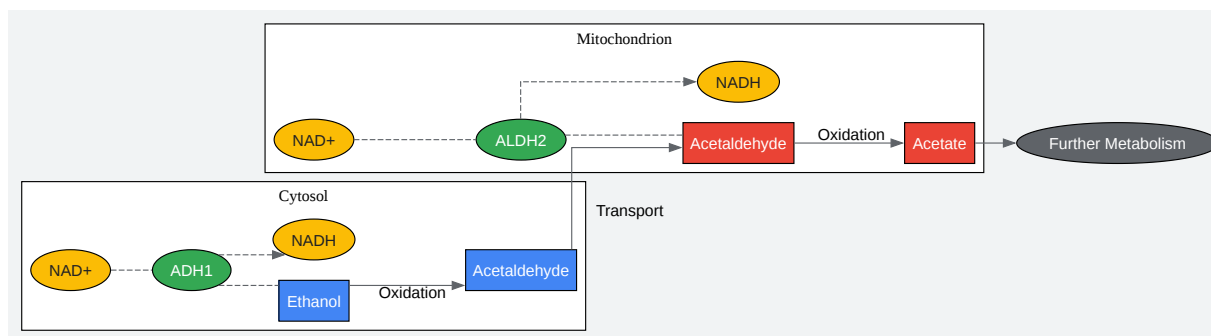 Mitochondrion
NADH
NAD+
ALDH2
Acetaldehyde
Oxidation
Acetate
Further Metabolism
Cytosol
Transport
NADH
NAD+
ADH1
Acetaldehyde
Ethanol
Oxidation